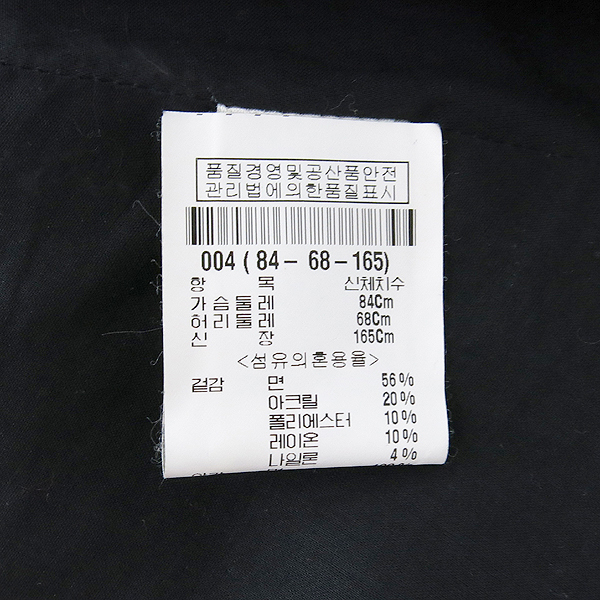 품질경영및공산품안전
관리법에의한품질표시
004 ( 84 - 68 - 165)
항 목 신체치수
가슴둘레 84Cm
허리둘레 68Cm
신 장 165Cm
<섬유의혼용율>
겉감 면 56%
아크릴 20%
폴리에스터 10%
레이온 10%
나일론 4%